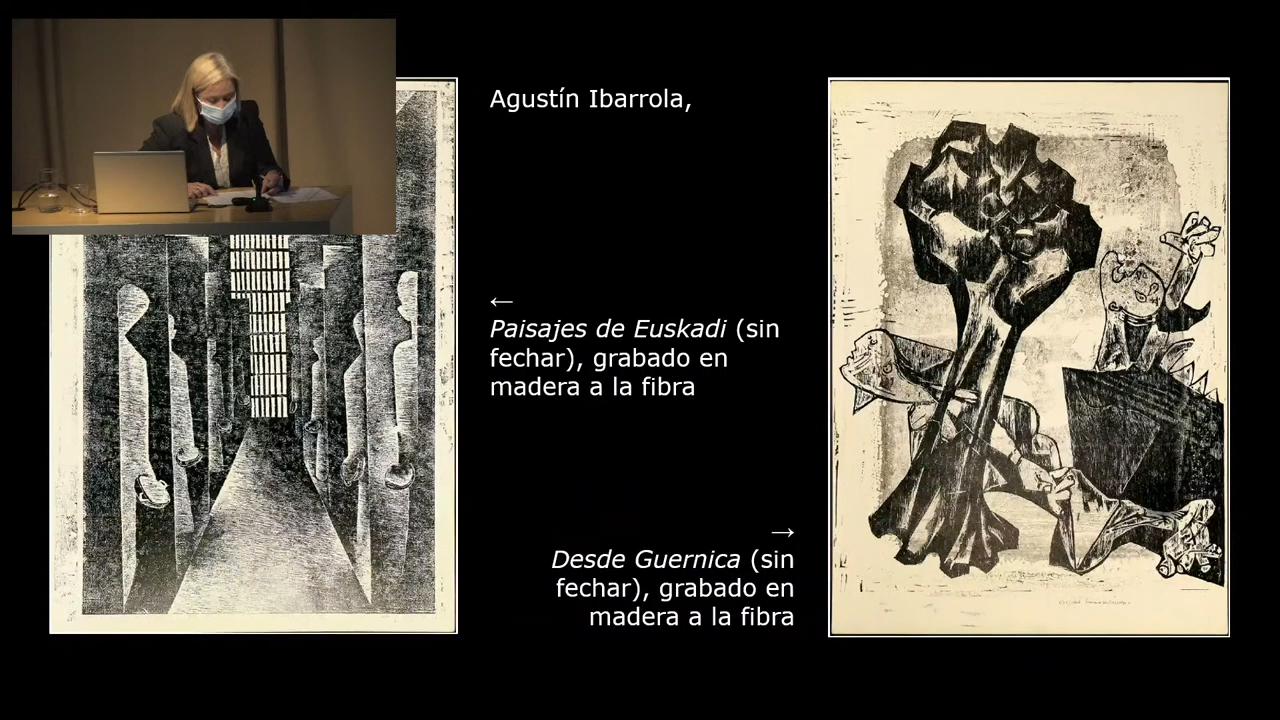 Agustín Ibarrola,
←
Paisajes de Euskadi (sin
fechar), grabado en
madera a la fibra
→
Desde Guernica (sin
fechar), grabado en
madera a la fibra